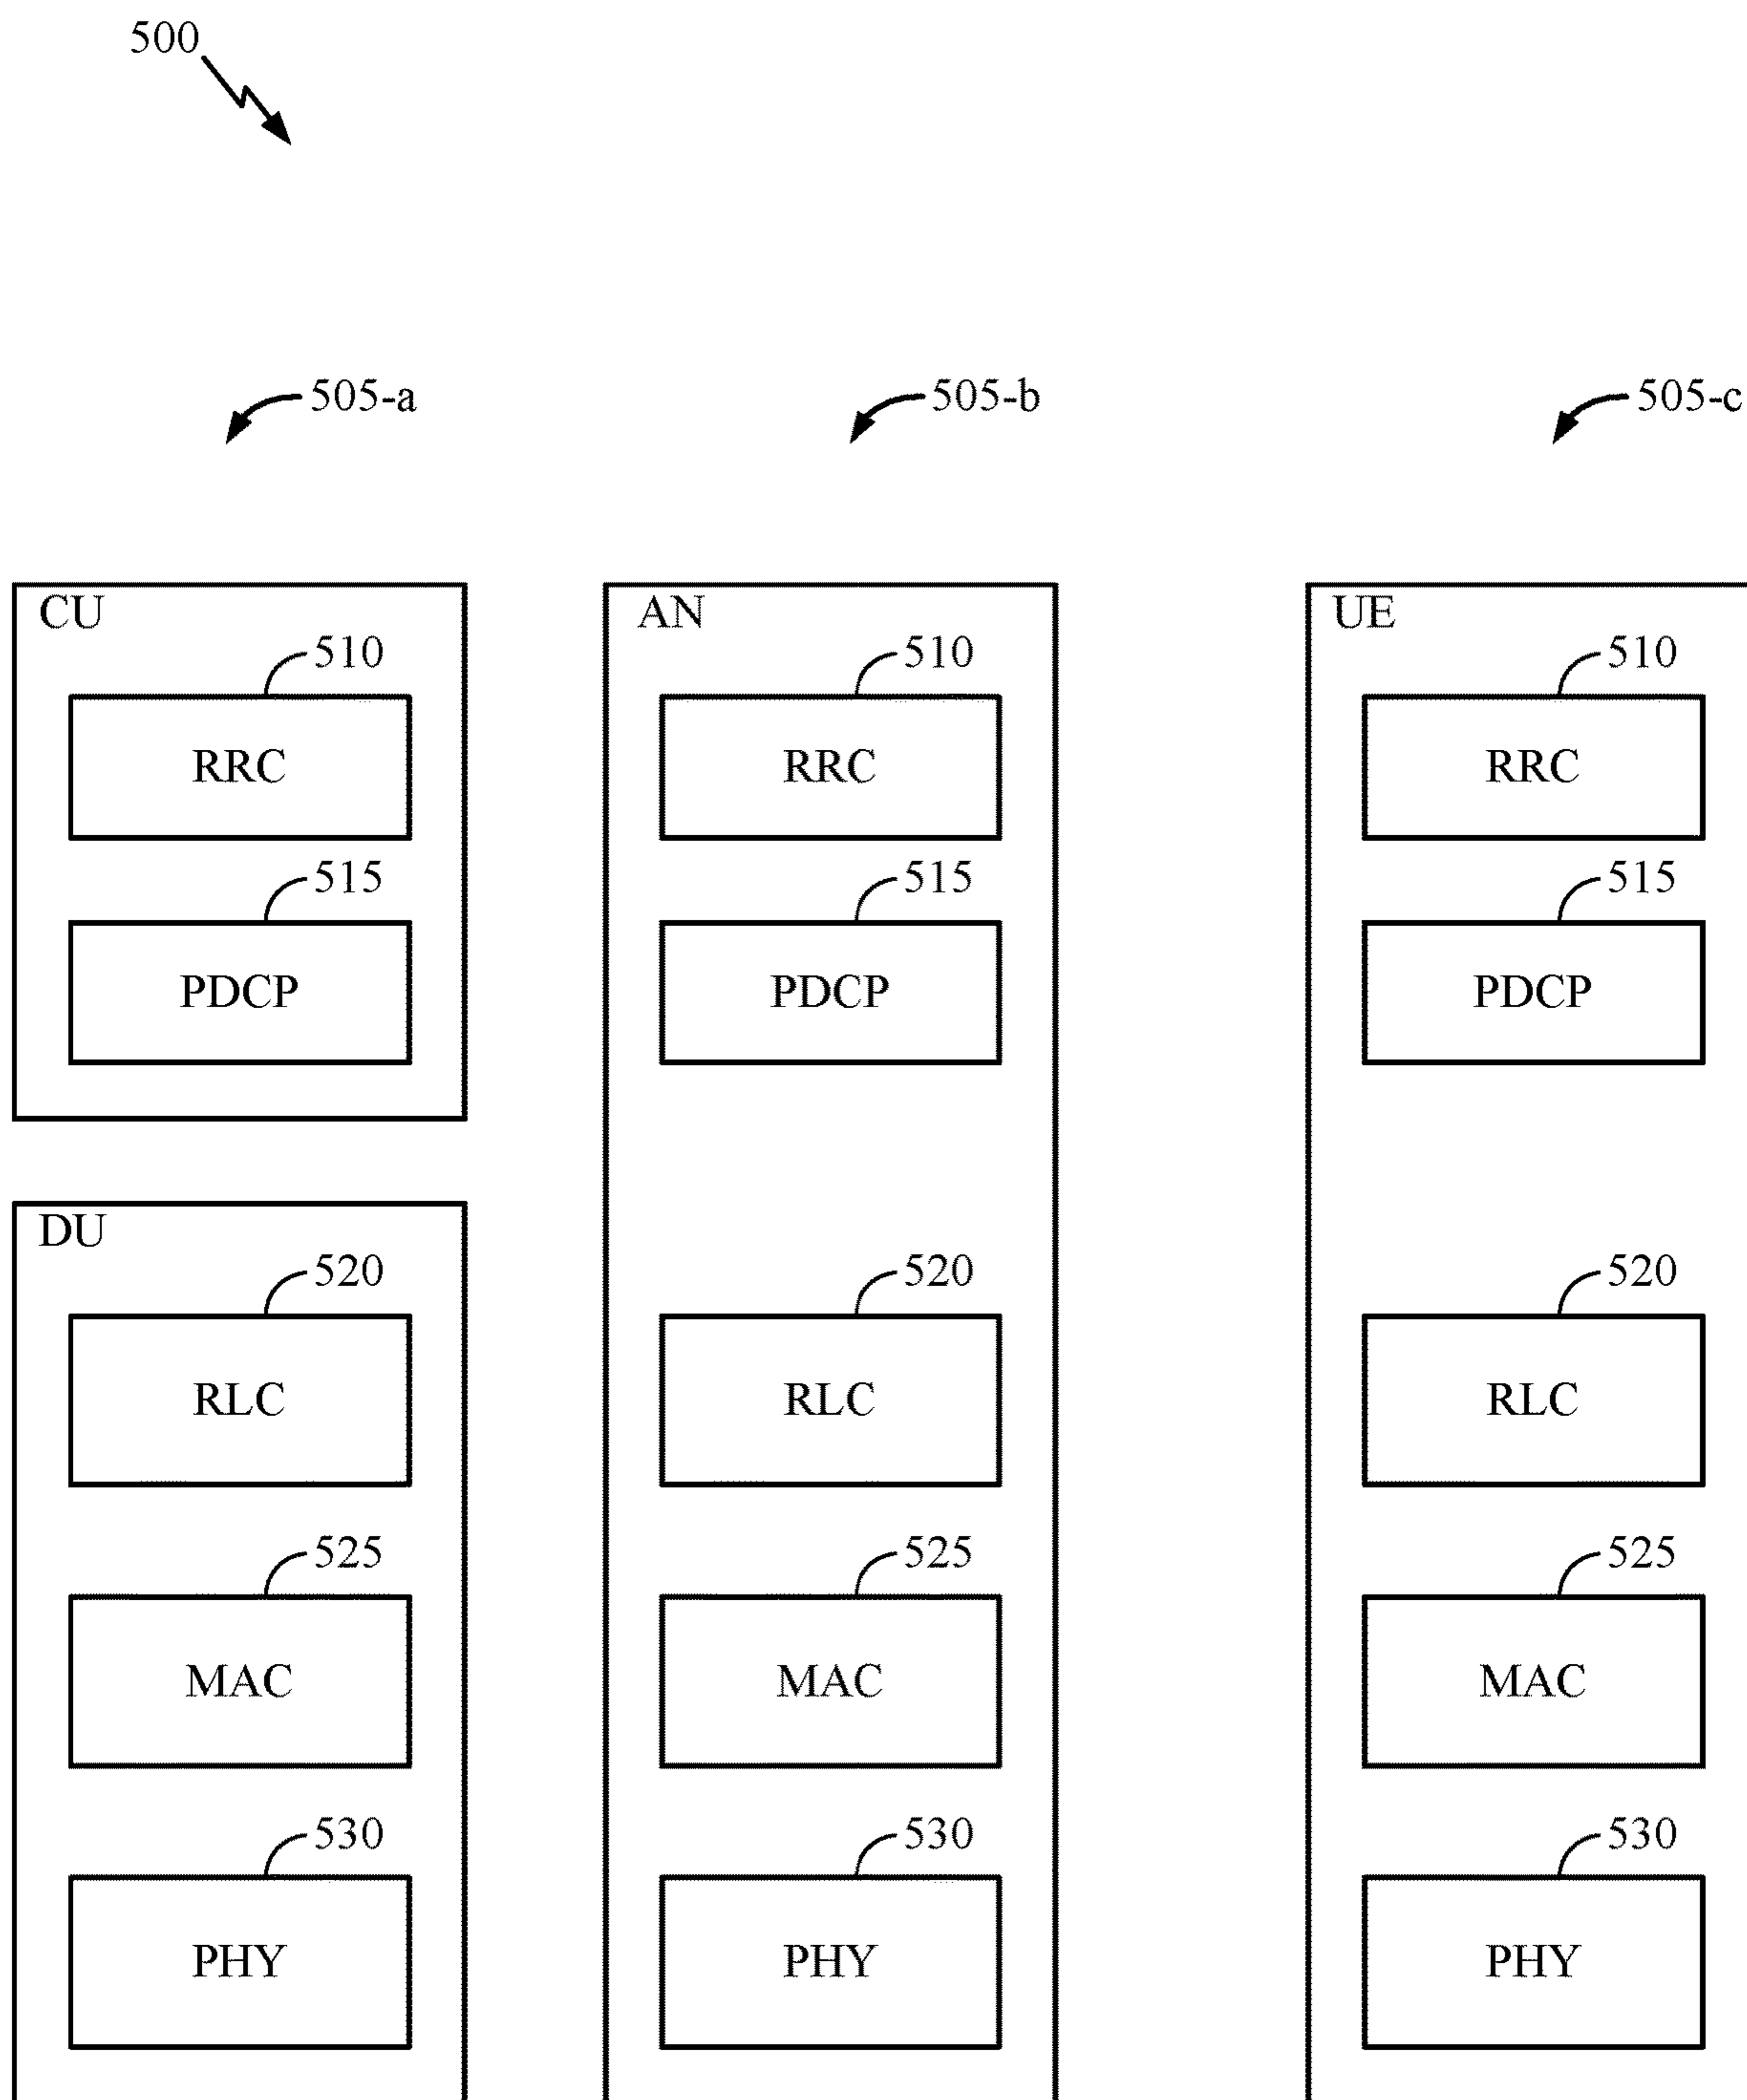 500
505-a 505-b 505-c
CU AN UE
510 510 510
RRC RRC RRC
515 515 515
PDCP PDCP PDCP
DU
520 520 520
RLC RLC RLC
525 525 525
MAC MAC MAC
530 530 530
PHY PHY PHY